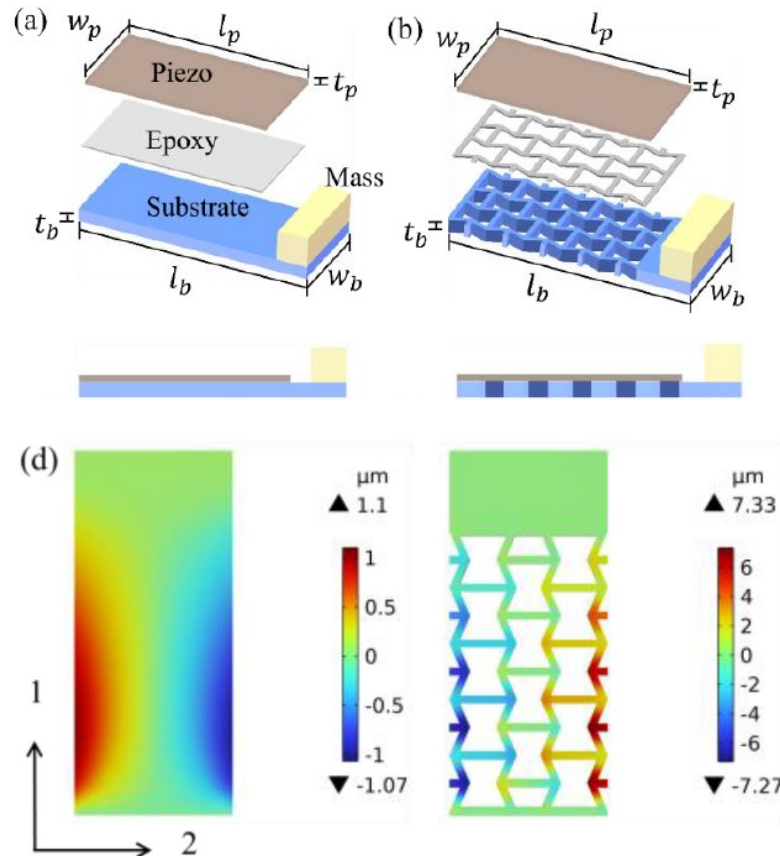 (a)
w_p
l_p
Piezo
t_p
Epoxy
Mass
Substrate
t_b
l_b
w_b
(b)
w_p
l_p
t_p
t_b
l_b
w_b
(d)
1
2
μm
▲ 1.1
1
0.5
0
-0.5
-1
▼ -1.07
μm
▲ 7.33
6
4
2
0
-2
-4
-6
▼ -7.27